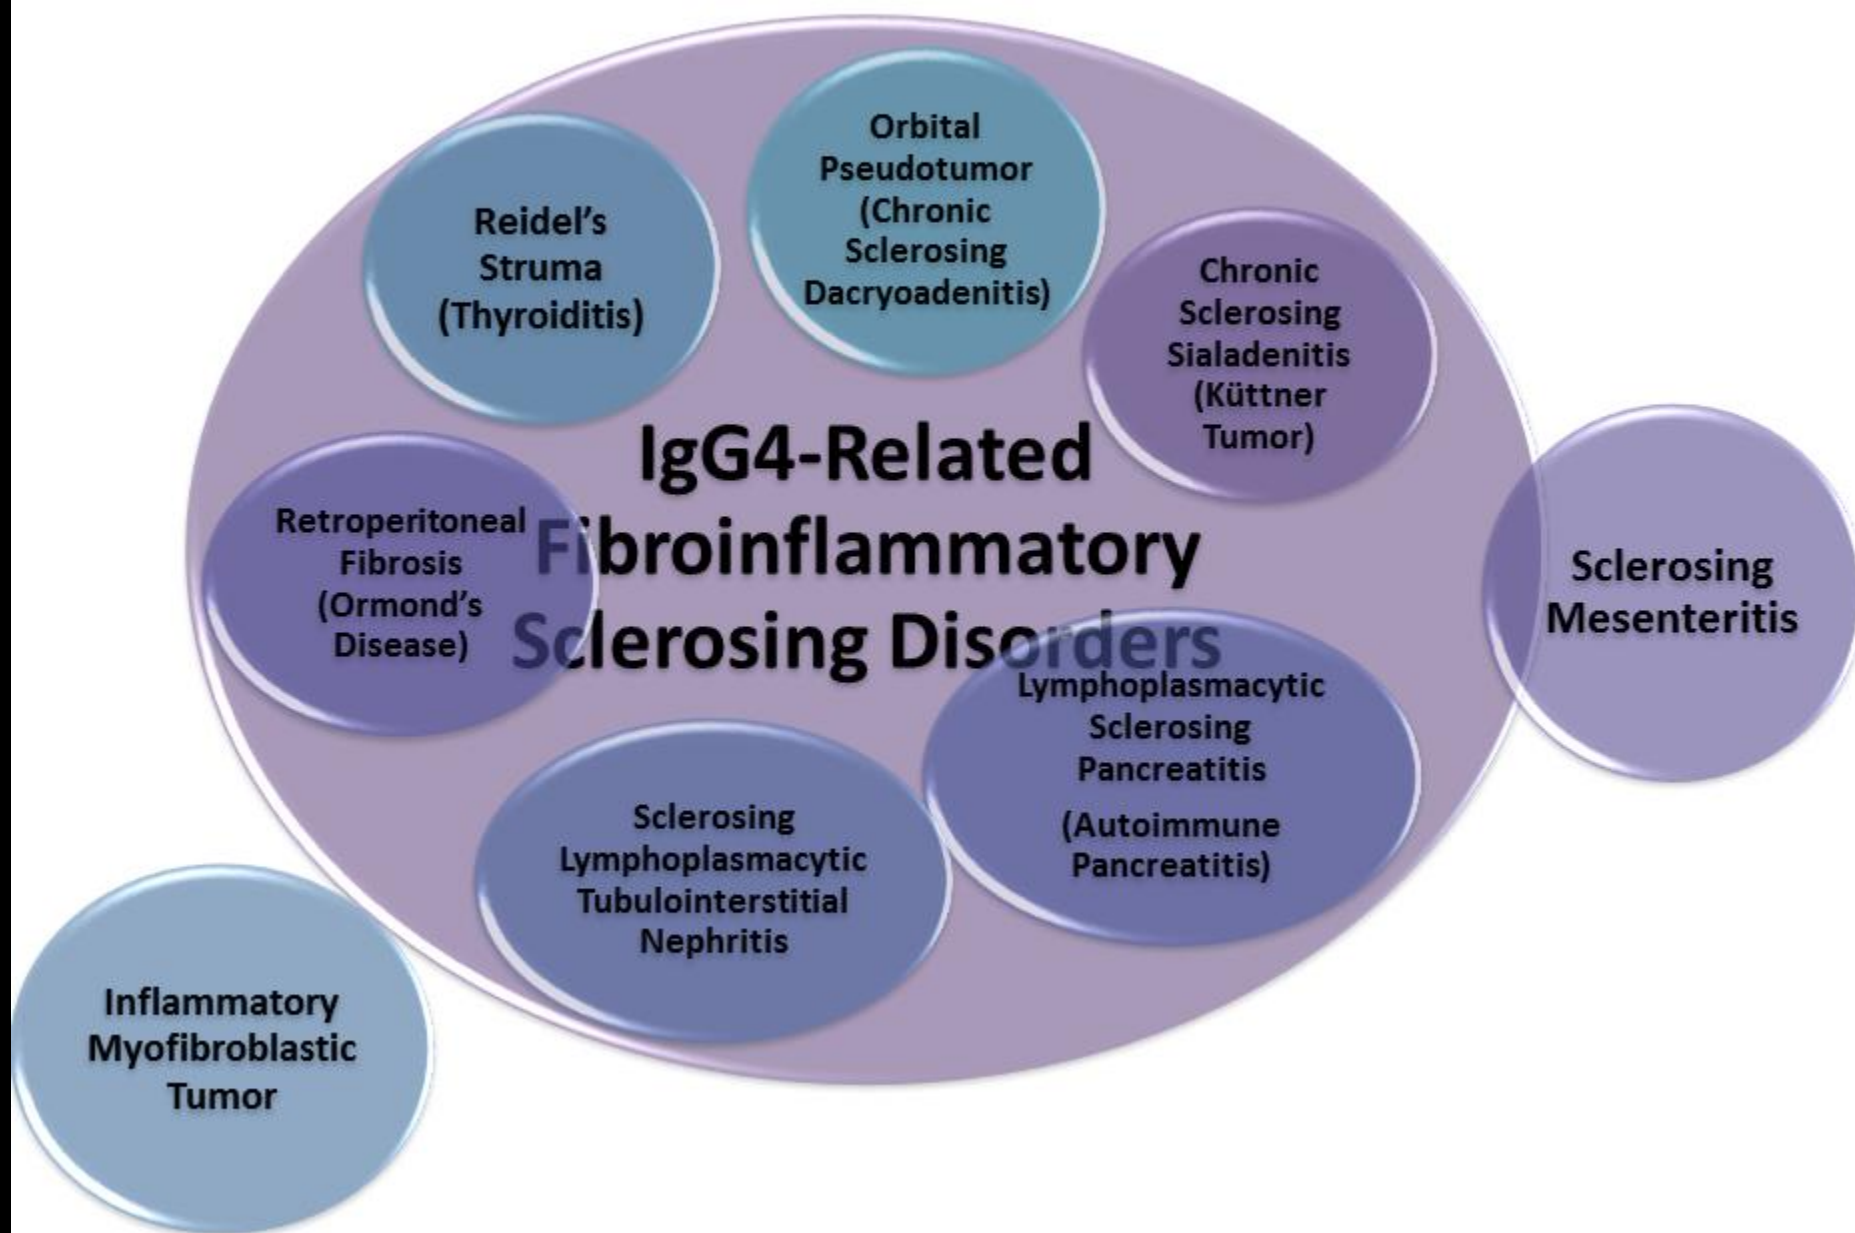 Orbital
Pseudotumor
(Chronic
Sclerosing
Dacryoadenitis)
Reidel’s
Struma
(Thyroiditis)
Chronic
Sclerosing
Sialadenitis
(Küttner
Tumor)
IgG4-Related
Fibroinflammatory
Sclerosing Disorders
Retroperitoneal
Fibrosis
(Ormond’s
Disease)
Sclerosing
Mesenteritis
Lymphoplasmacytic
Sclerosing
Pancreatitis
(Autoimmune
Pancreatitis)
Sclerosing
Lymphoplasmacytic
Tubulointerstitial
Nephritis
Inflammatory
Myofibroblastic
Tumor